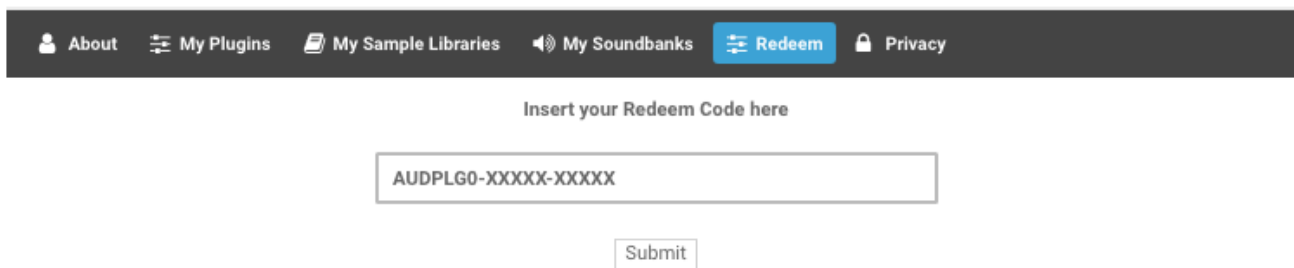 About My Plugins My Sample Libraries My Soundbanks Redeem Privacy
Insert your Redeem Code here
AUDPLG0-XXXXX-XXXXX
Submit